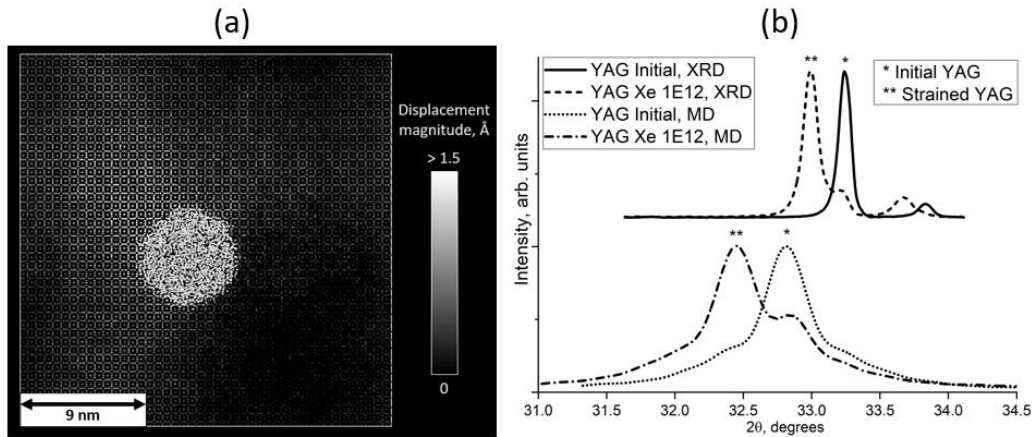 (a)
Displacement
magnitude, Å
> 1.5
0
9 nm
(b)
YAG Initial, XRD
YAG Xe 1E12, XRD
YAG Initial, MD
YAG Xe 1E12, MD
** *
* Initial YAG
** Strained YAG
** *
Intensity, arb. units
31.0 31.5 32.0 32.5 33.0 33.5 34.0 34.5
2θ, degrees